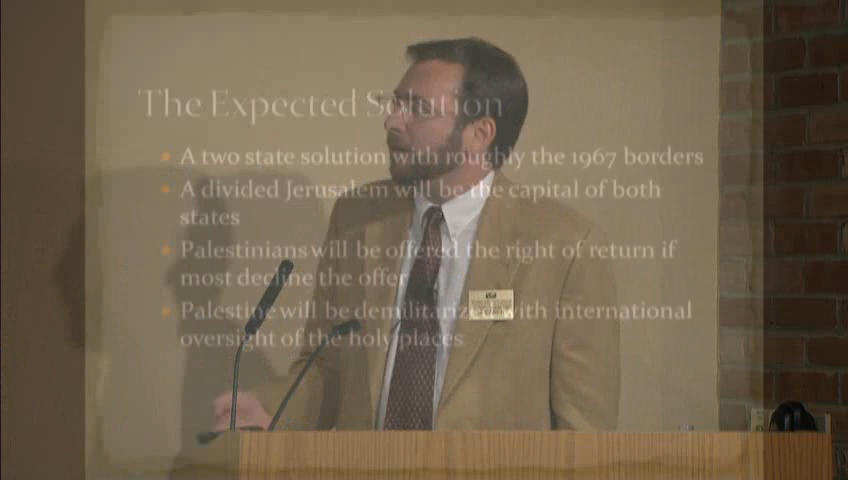 The Expected Solution
A two state solution with roughly the 1967 borders
A divided Jerusalem will be the capital of both
states
Palestinians will be offered the right of return if
most decline the offer
Palestine will be demilitarized with international
oversight of the holy places